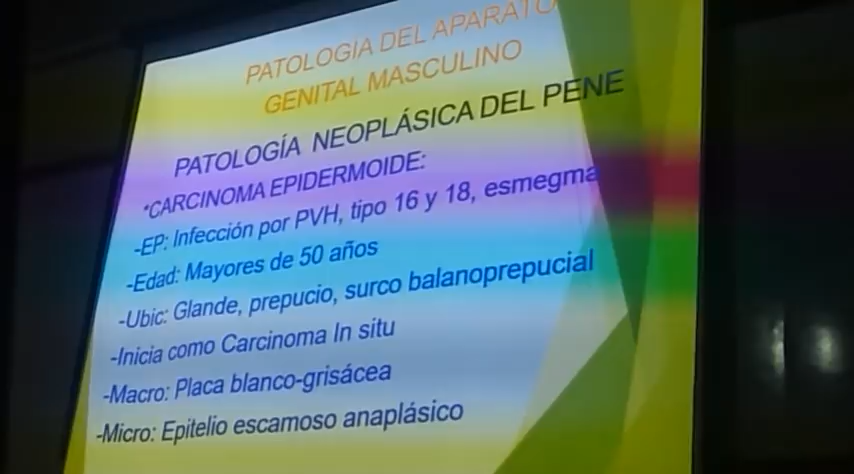 PATOLOGÍA DEL APARATO
GENITAL MASCULINO
PATOLOGÍA NEOPLÁSICA DEL PENE
*CARCINOMA EPIDERMOIDE:
-EP: Infección por PVH, tipo 16 y 18, esmegma
-Edad: Mayores de 50 años
-Ubic: Glande, prepucio, surco balanoprepucial
-Inicia como Carcinoma In situ
-Macro: Placa blanco-grisácea
-Micro: Epitelio escamoso anaplásico